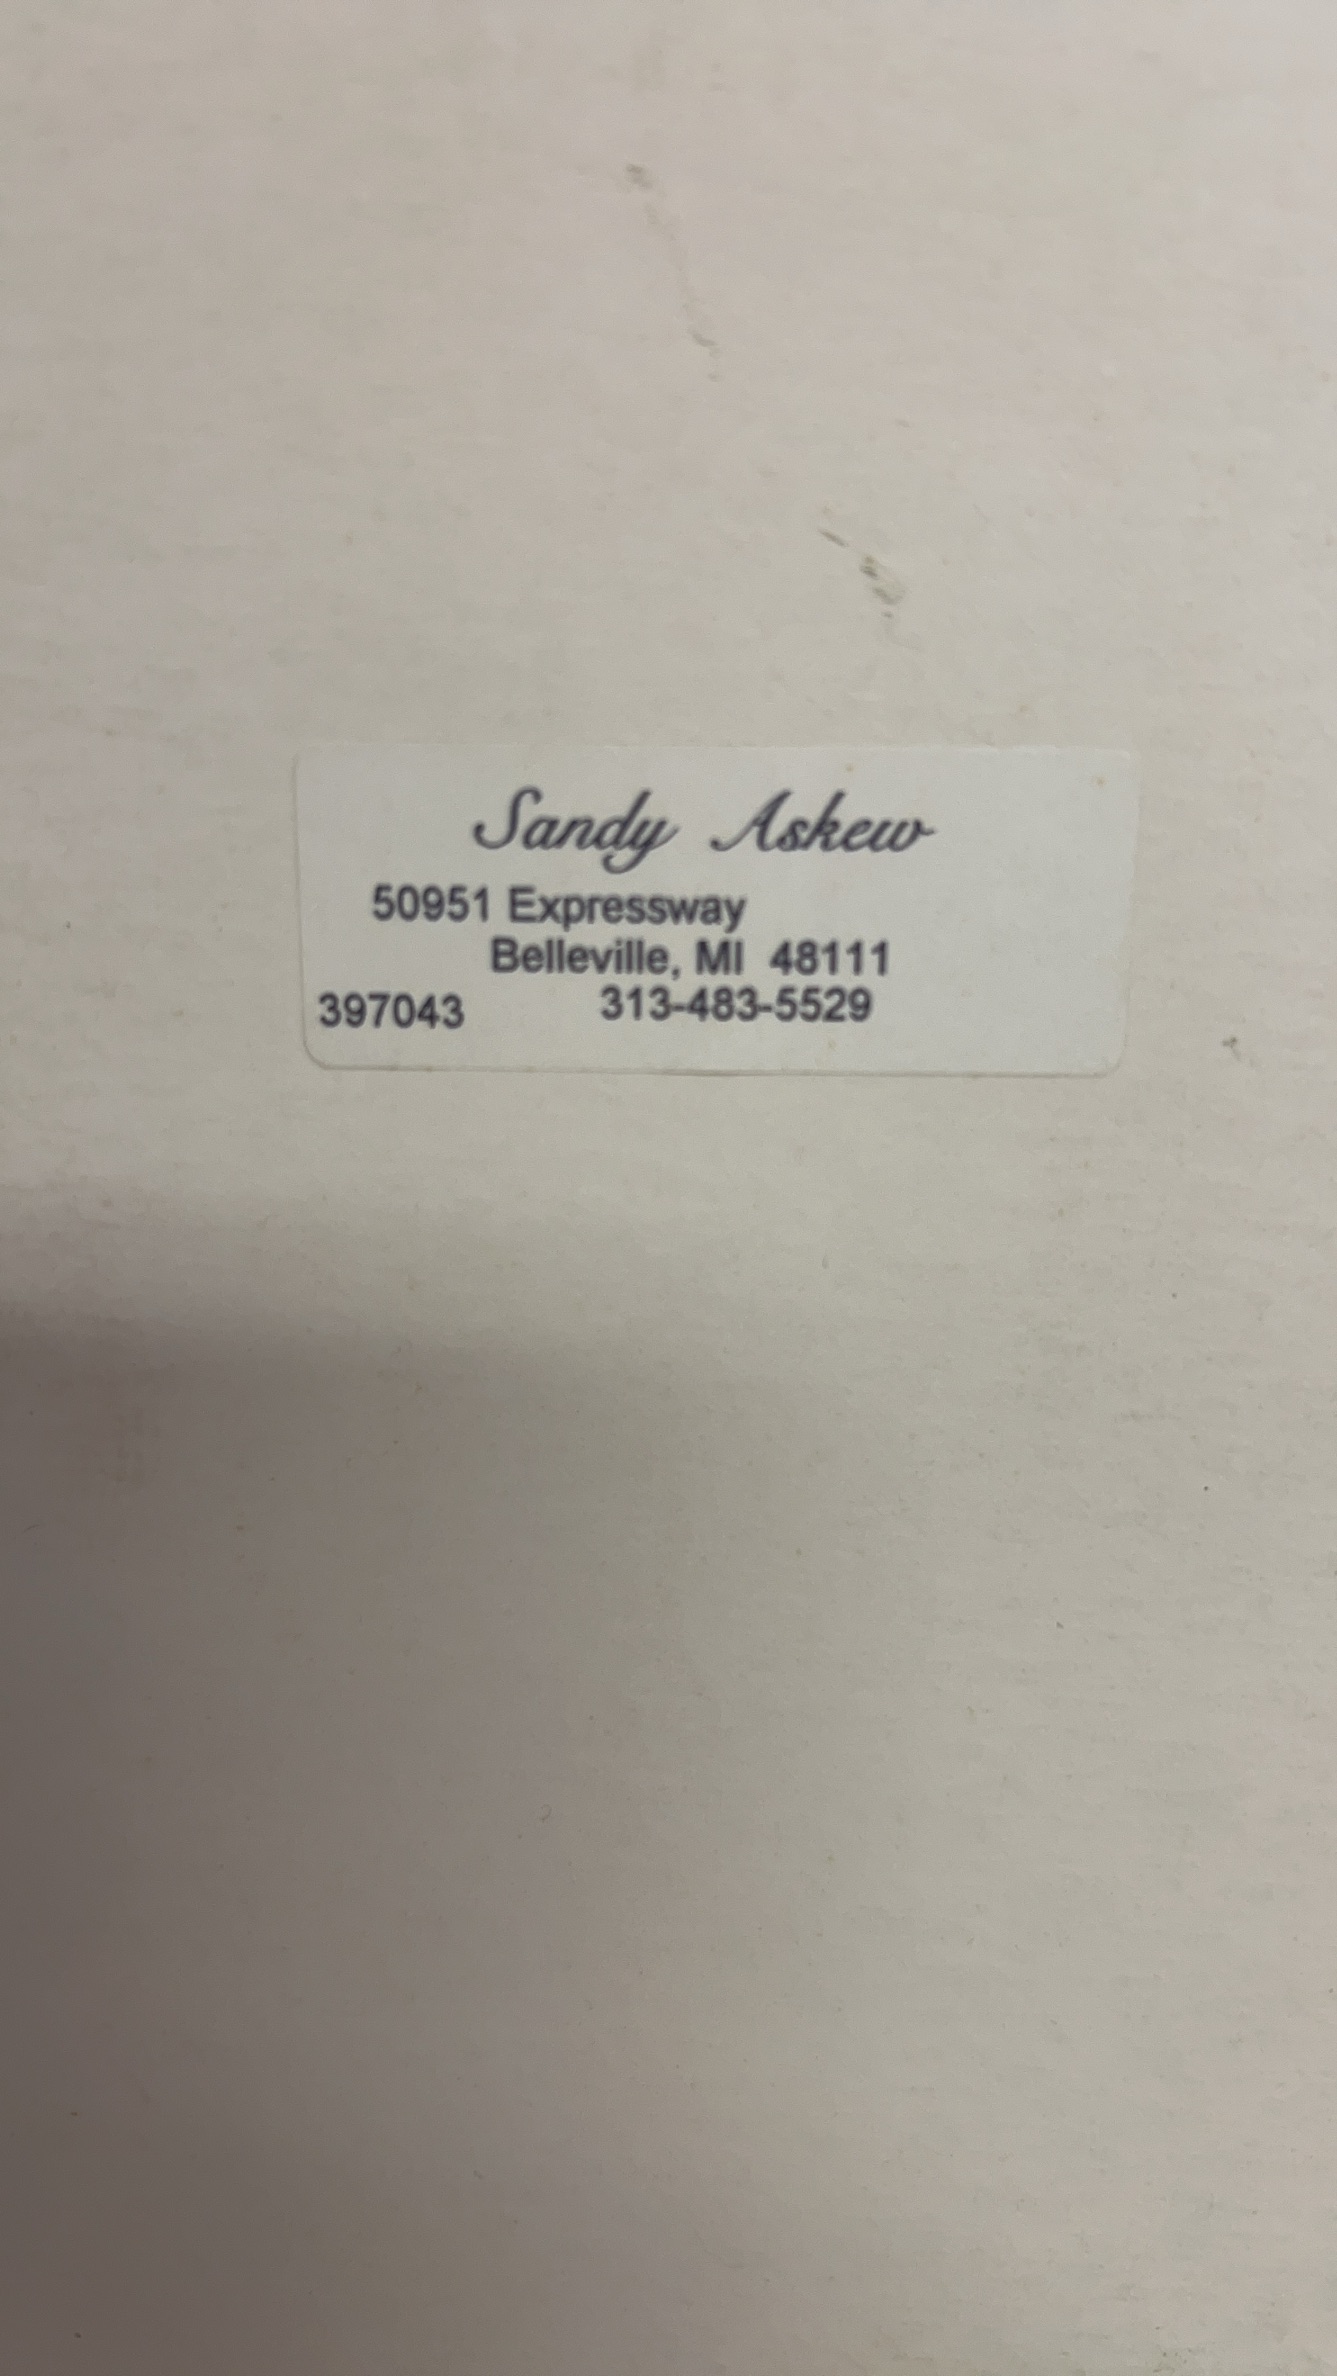 Sandy Askew
50951 Expressway
Belleville, MI 48111
397043 313-483-5529